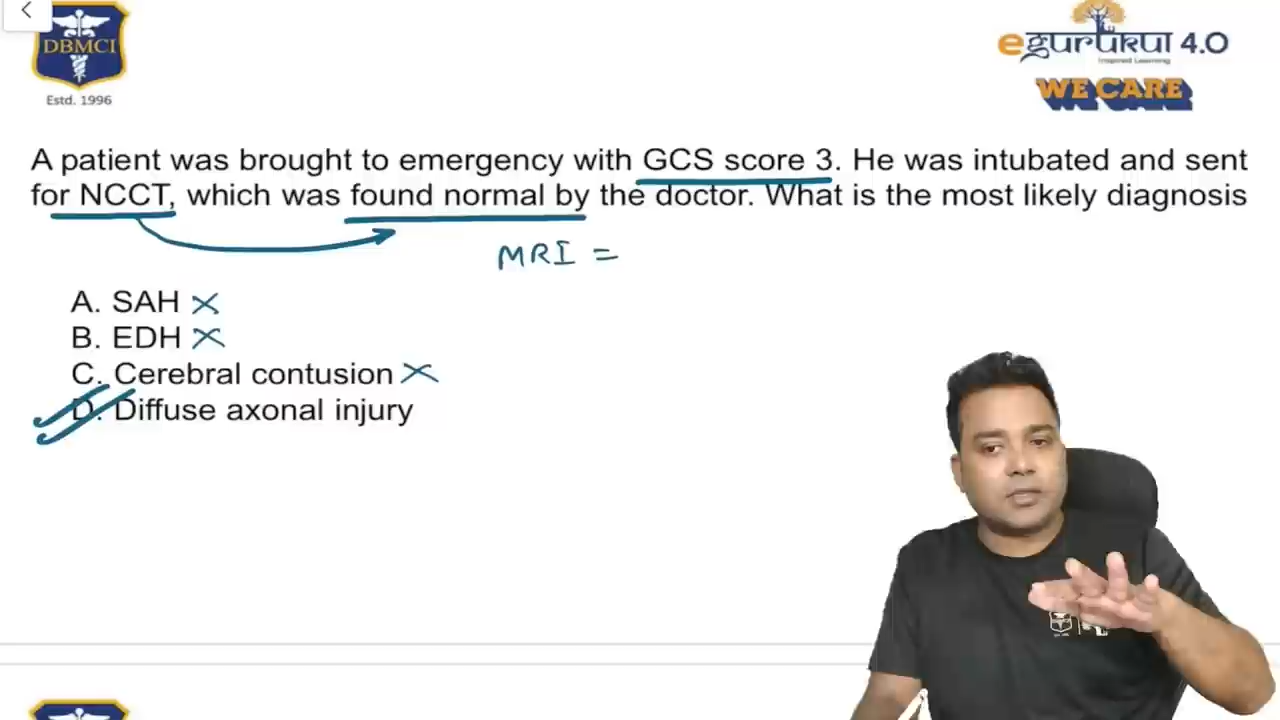 DBMCI
Estd. 1996
egurukul 4.0
Inspired Learning
WE CARE
A patient was brought to emergency with GCS score 3. He was intubated and sent
for NCCT, which was found normal by the doctor. What is the most likely diagnosis
MRI =
A. SAH X
B. EDH X
C. Cerebral contusion X
D. Diffuse axonal injury